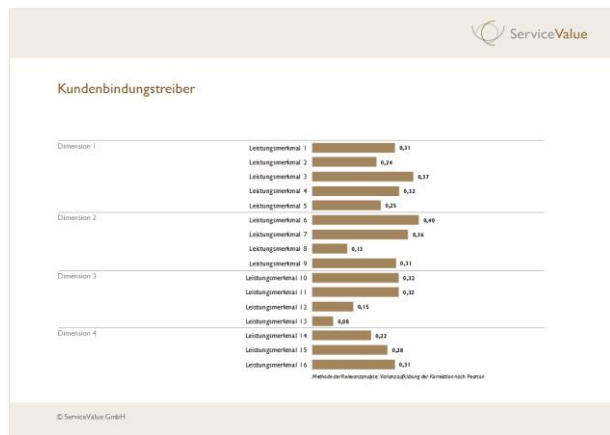 ServiceValue
Kundenbindungstreiber
Dimension 1
Leistungsmerkmal 1 0,31
Leistungsmerkmal 2 0,24
Leistungsmerkmal 3 0,37
Leistungsmerkmal 4 0,32
Leistungsmerkmal 5 0,25
Dimension 2
Leistungsmerkmal 6 0,40
Leistungsmerkmal 7 0,36
Leistungsmerkmal 8 0,13
Leistungsmerkmal 9 0,31
Dimension 3
Leistungsmerkmal 10 0,32
Leistungsmerkmal 11 0,32
Leistungsmerkmal 12 0,15
Leistungsmerkmal 13 0,08
Dimension 4
Leistungsmerkmal 14 0,22
Leistungsmerkmal 15 0,28
Leistungsmerkmal 16 0,31
Methode der Relevanzanalyse: Varianzaufklärung der Korrelation nach Pearson
© ServiceValue GmbH